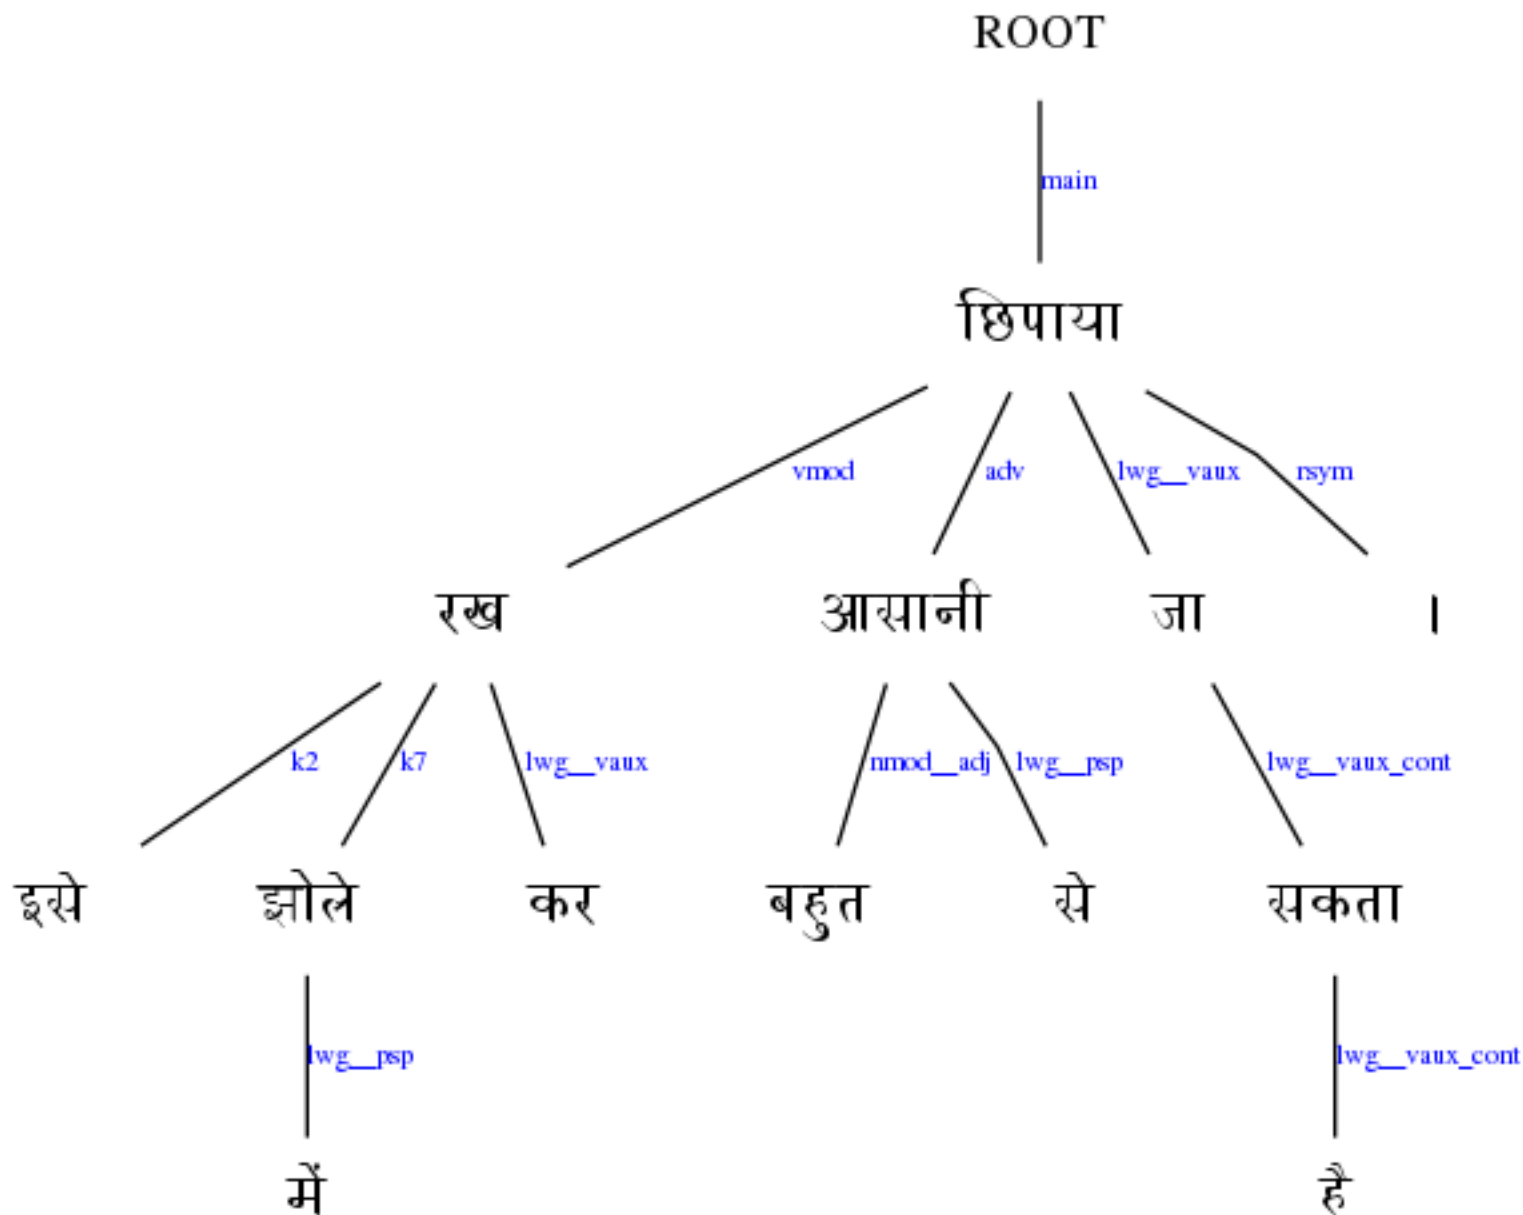 ROOT
main
छिपाया
vmod adv lwg__vaux rsym
रख आसानी जा ।
k2 k7 lwg__vaux nmod__adj lwg__psp lwg__vaux_cont
इसे झोले कर बहुत से सकता
lwg__psp lwg__vaux_cont
में है